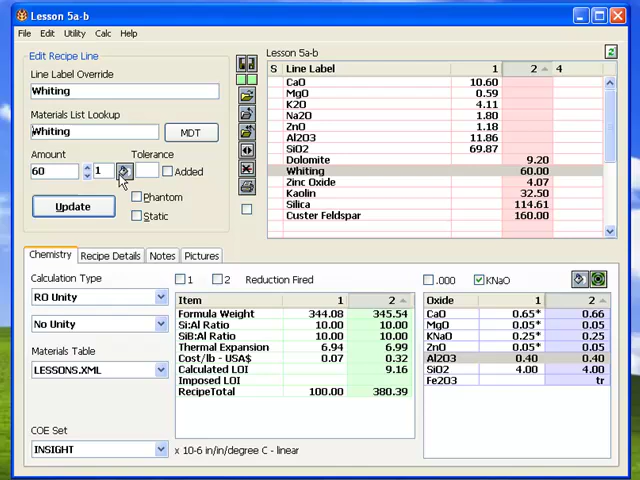 Lesson 5a-b
File Edit Utility Calc Help
Edit Recipe Line
Line Label Override
Whiting
Materials List Lookup
Whiting
MDT
Amount Tolerance
60 1 Added
Update
Phantom
Static
Lesson 5a-b
S Line Label 1 2 4
CaO 10.60
MgO 0.59
K2O 4.11
Na2O 1.80
ZnO 1.18
Al2O3 11.86
SiO2 69.87
Dolomite 9.20
Whiting 60.00
Zinc Oxide 4.07
Kaolin 32.50
Silica 114.61
Custer Feldspar 160.00
Chemistry Recipe Details Notes Pictures
Calculation Type
RO Unity
No Unity
Materials Table
LESSONS.XML
COE Set
INSIGHT
1 2 Reduction Fired
Item 1 2
Formula Weight 344.08 345.54
Si:Al Ratio 10.00 10.00
SiB:Al Ratio 10.00 10.00
Thermal Expansion 6.94 6.99
Cost/lb - USA$ 0.07 0.32
Calculated LOI 9.16
Imposed LOI
RecipeTotal 100.00 380.39
x 10-6 in/in/degree C - linear
.000 KNaO
Oxide 1 2
CaO 0.65* 0.66
MgO 0.05* 0.05
KNaO 0.25* 0.25
ZnO 0.05* 0.05
Al2O3 0.40 0.40
SiO2 4.00 4.00
Fe2O3 tr